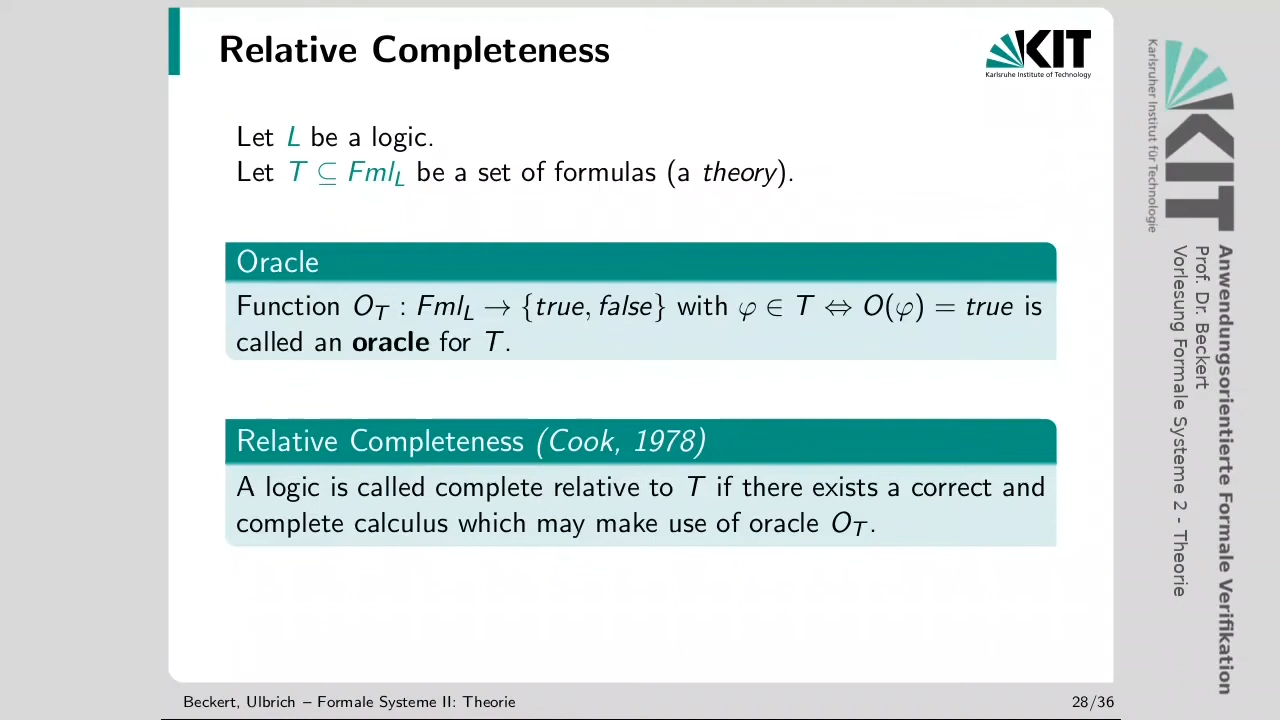 Relative Completeness
KIT
Karlsruhe Institute of Technology
Let L be a logic.
Let T ⊆ Fml_L be a set of formulas (a theory).
Oracle
Function O_T : Fml_L → {true, false} with φ ∈ T ⇔ O(φ) = true is
called an oracle for T.
Relative Completeness (Cook, 1978)
A logic is called complete relative to T if there exists a correct and
complete calculus which may make use of oracle O_T.
Beckert, Ulbrich – Formale Systeme II: Theorie
28/36
KIT
Karlsruher Institut für Technologie
Anwendungsorientierte Formale Verifikation
Prof. Dr. Beckert
Vorlesung Formale Systeme 2 - Theorie